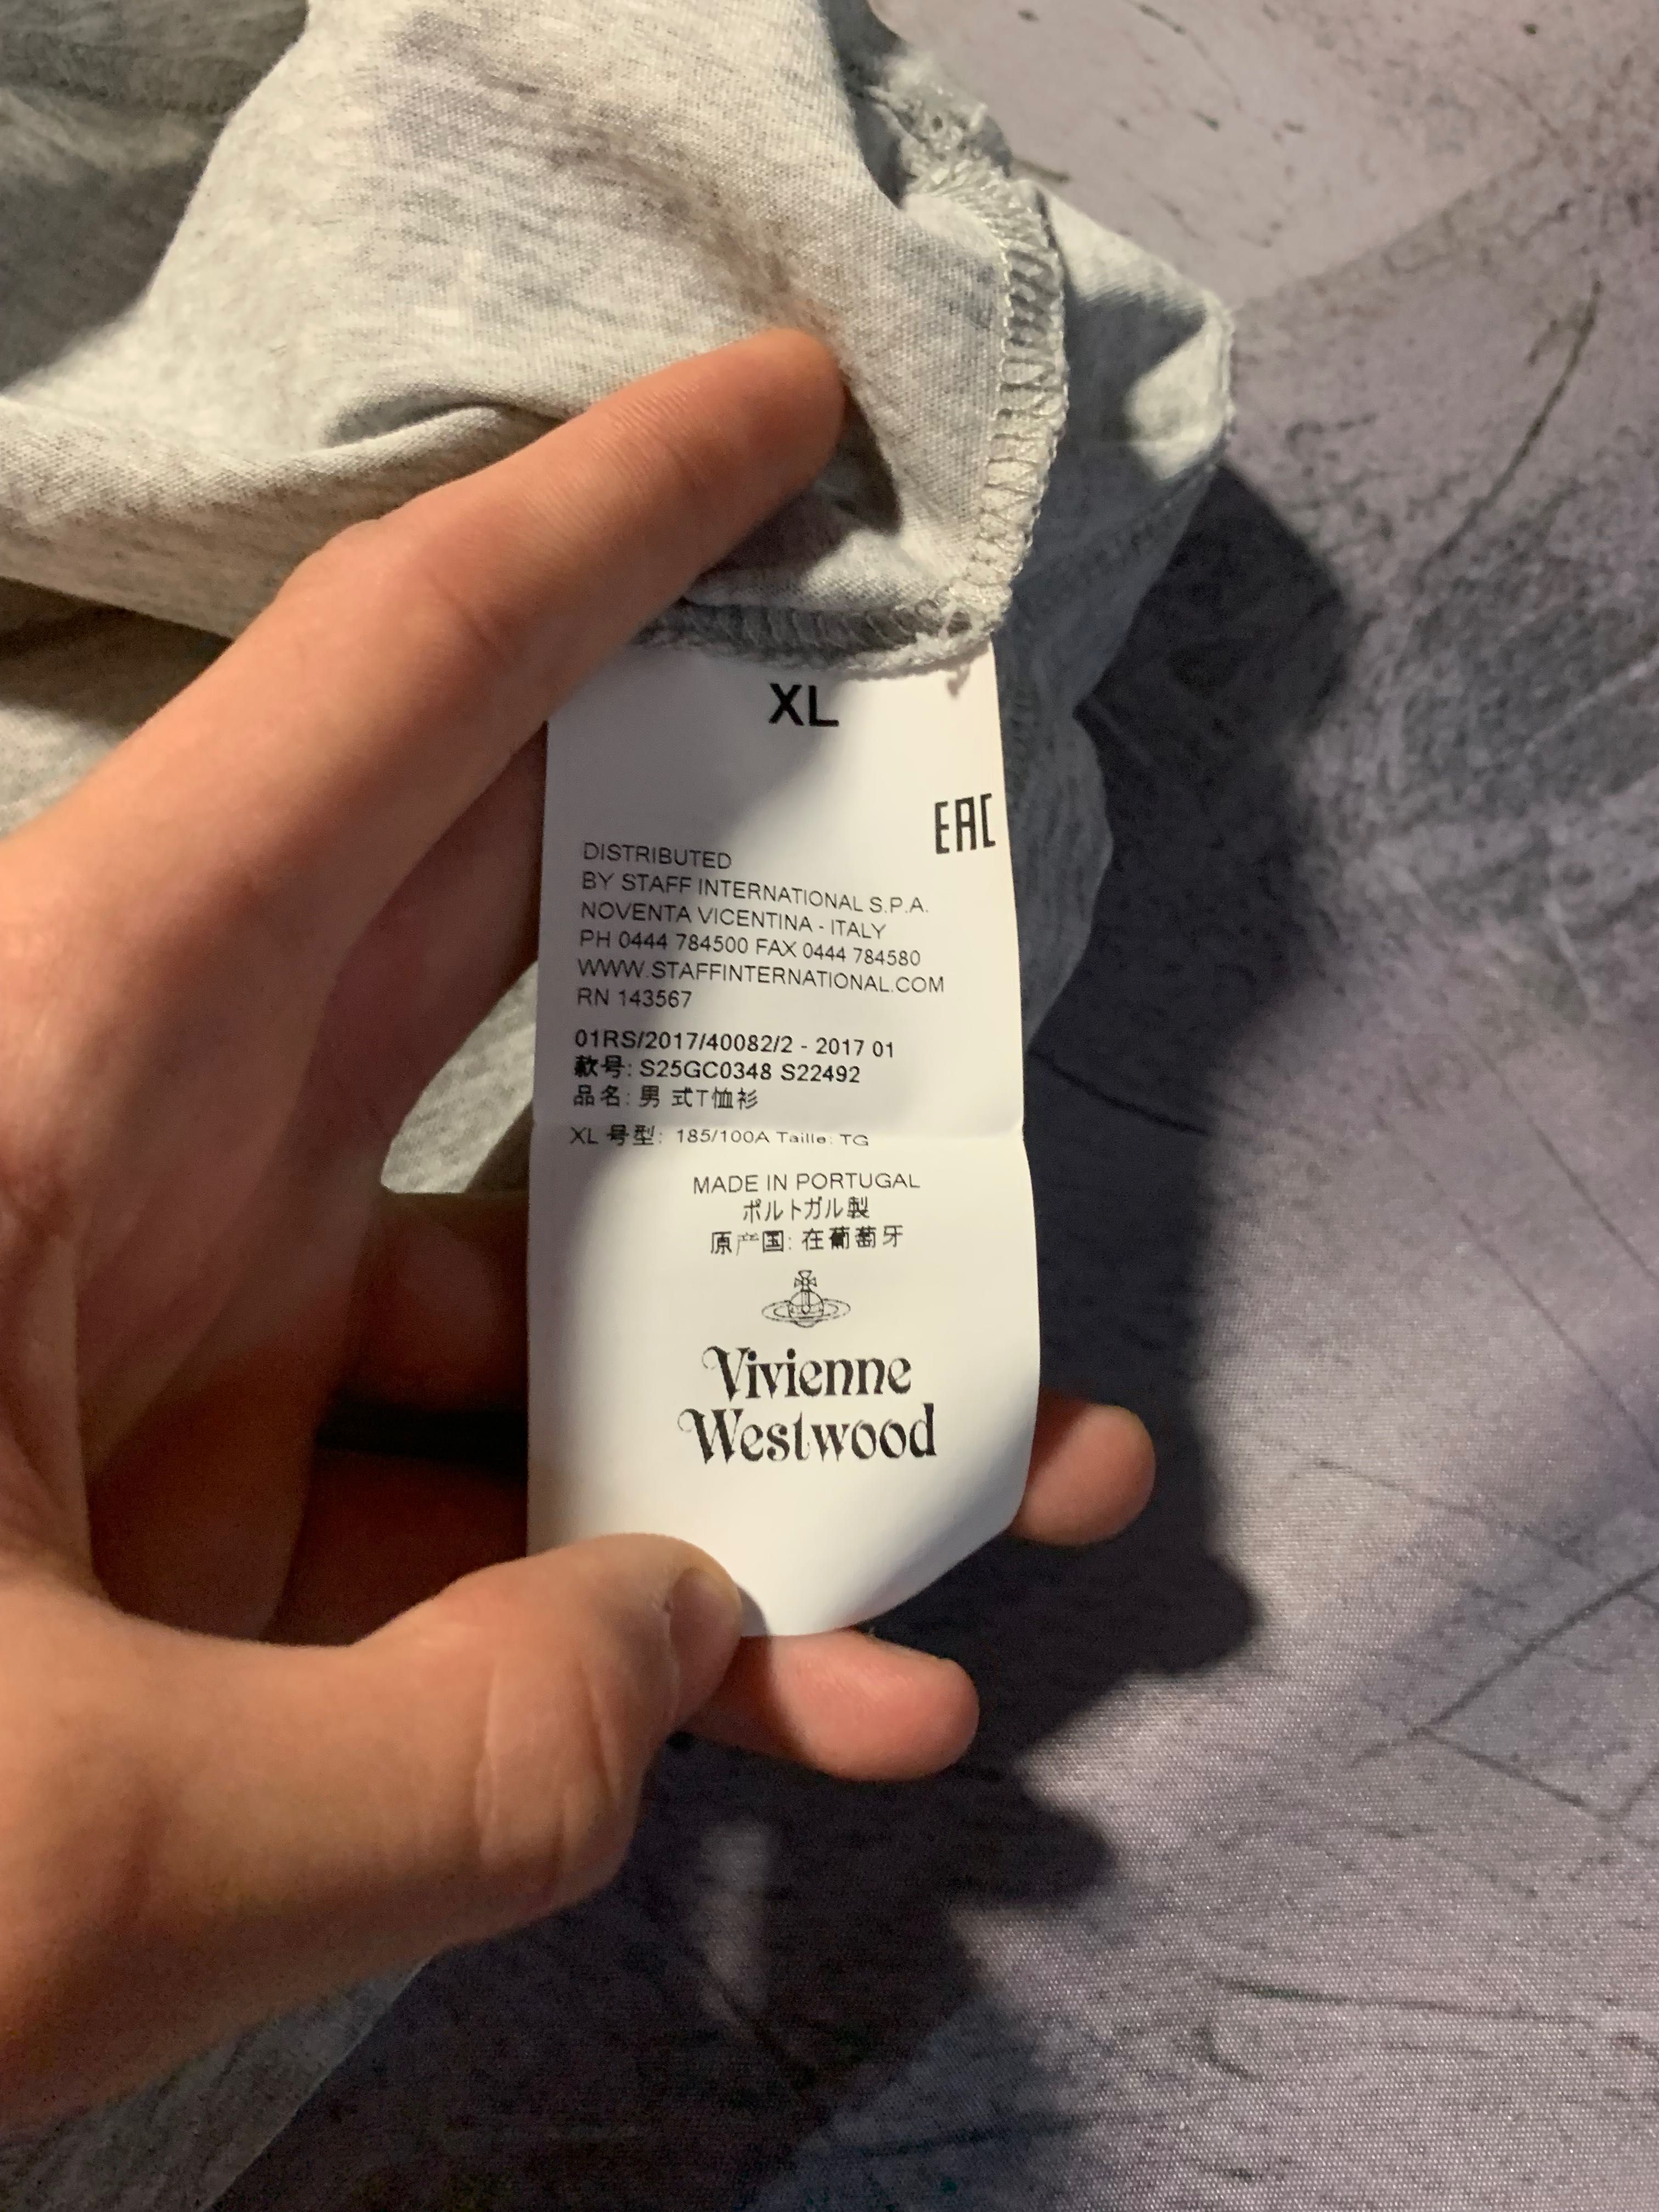 XL
EAC
DISTRIBUTED
BY STAFF INTERNATIONAL S.P.A.
NOVENTA VICENTINA - ITALY
PH 0444 784500 FAX 0444 784580
WWW.STAFFINTERNATIONAL.COM
RN 143567
01RS/2017/40082/2 - 2017 01
款号: S25GC0348 S22492
品名: 男 式T恤衫
XL 号型: 185/100A Taille: TG
MADE IN PORTUGAL
ポルトガル製
原产国: 在葡萄牙
Vivienne
Westwood